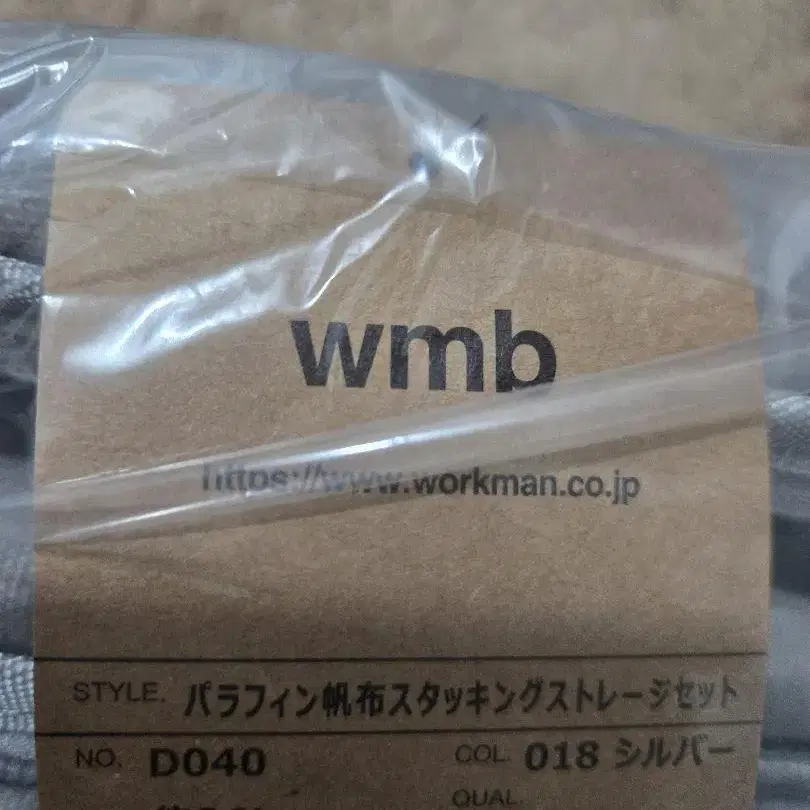 wmb
https://www.workman.co.jp
STYLE. パラフィン帆布スタッキングストレージセット
NO. D040 COL. 018 シルバー
QUAL.